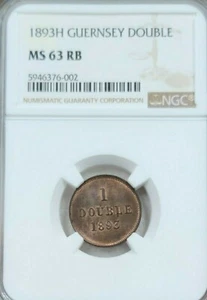 1893H GUERNSEY DOUBLE
MS 63 RB
5946376-002
NUMISMATIC GUARANTY CORPORATION
NGC
1
DOUBLE
1893